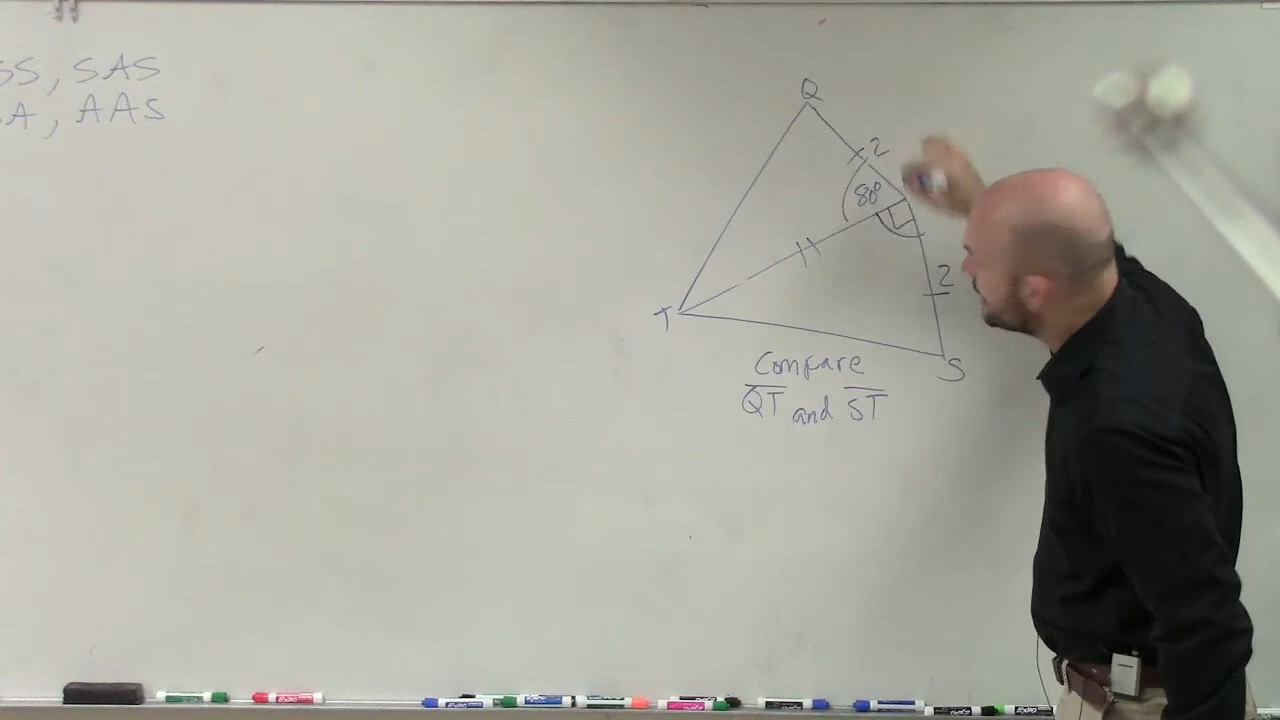 SS, SAS
A, AAS
Q
2
80°
2
T
S
Compare
QT and ST